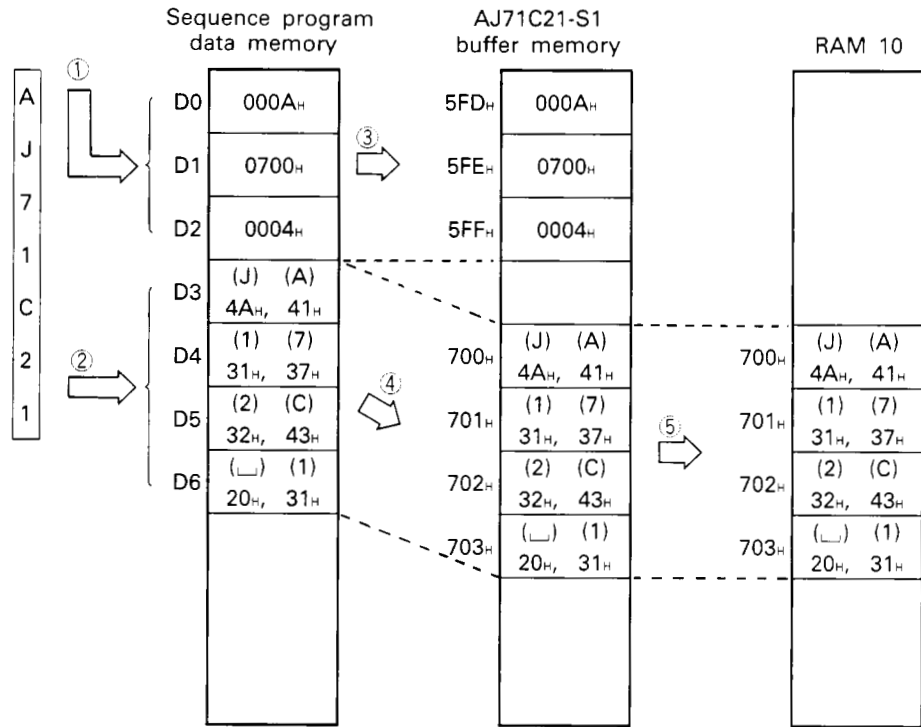 Sequence program
data memory
AJ71C21-S1
buffer memory
RAM 10
①
A
J
7
1
C
2
1
②
D0 000AH
D1 0700H
D2 0004H
D3 (J) (A)
4AH, 41H
D4 (1) (7)
31H, 37H
D5 (2) (C)
32H, 43H
D6 (⎵) (1)
20H, 31H
③
④
5FDH 000AH
5FEH 0700H
5FFH 0004H
700H (J) (A)
4AH, 41H
701H (1) (7)
31H, 37H
702H (2) (C)
32H, 43H
703H (⎵) (1)
20H, 31H
⑤
700H (J) (A)
4AH, 41H
701H (1) (7)
31H, 37H
702H (2) (C)
32H, 43H
703H (⎵) (1)
20H, 31H